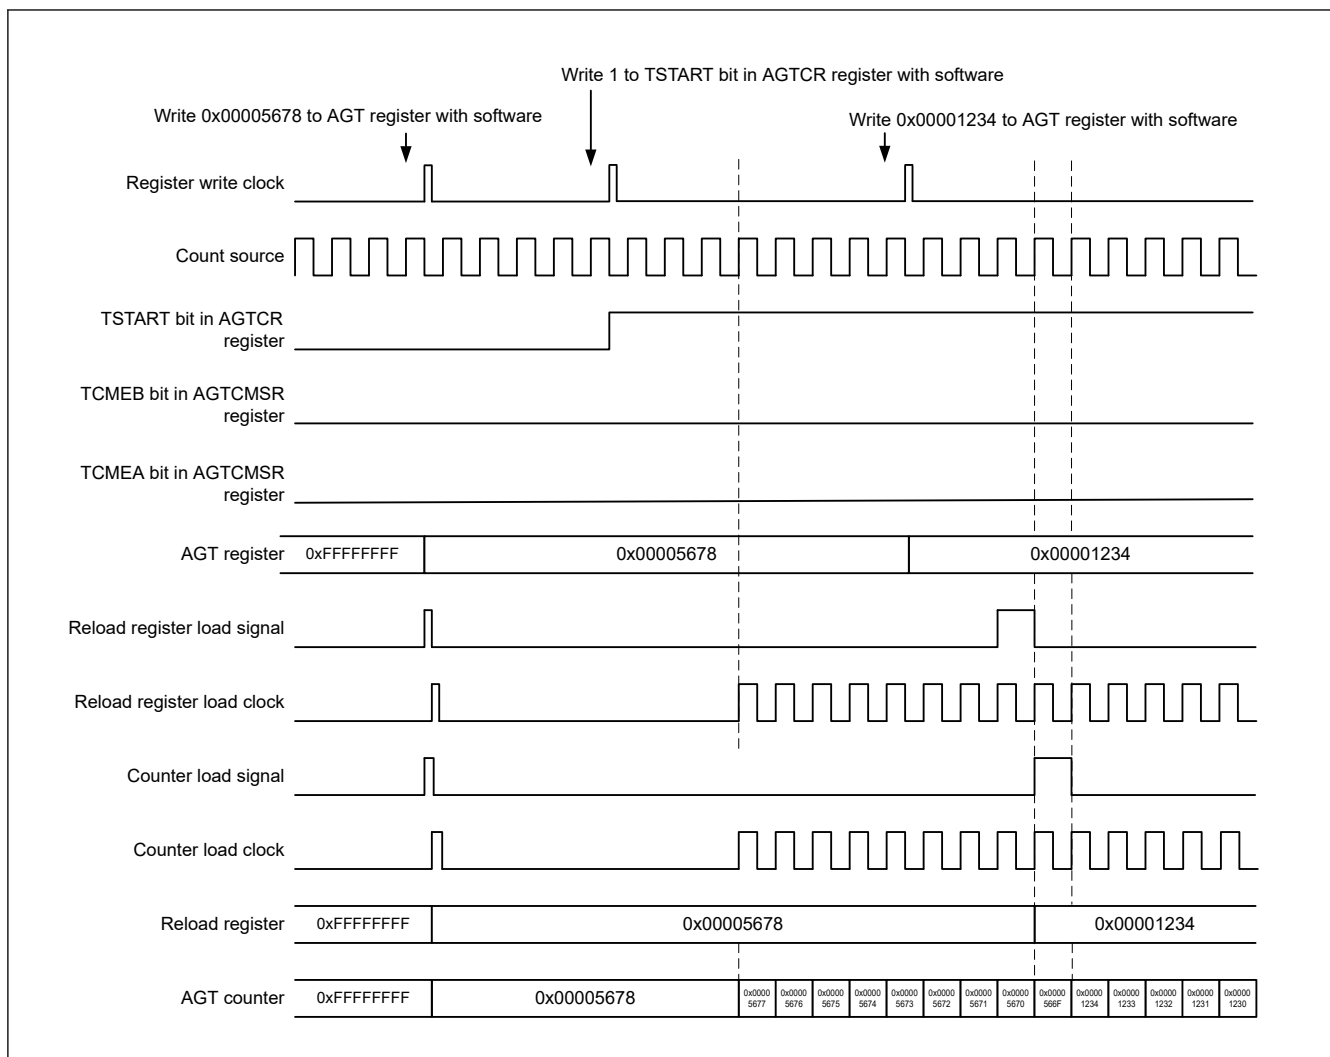 Write 1 to TSTART bit in AGTCR register with software
Write 0x00005678 to AGT register with software
Write 0x00001234 to AGT register with software
Register write clock
Count source
TSTART bit in AGTCR
register
TCMEB bit in AGTCMSR
register
TCMEA bit in AGTCMSR
register
AGT register 0xFFFFFFFF 0x00005678 0x00001234
Reload register load signal
Reload register load clock
Counter load signal
Counter load clock
Reload register 0xFFFFFFFF 0x00005678 0x00001234
AGT counter 0xFFFFFFFF 0x00005678
0x0000 0x0000 0x0000 0x0000 0x0000 0x0000 0x0000 0x0000 0x0000 0x0000 0x0000 0x0000 0x0000 0x0000
5677 5676 5675 5674 5673 5672 5671 5670 566F 1234 1233 1232 1231 1230